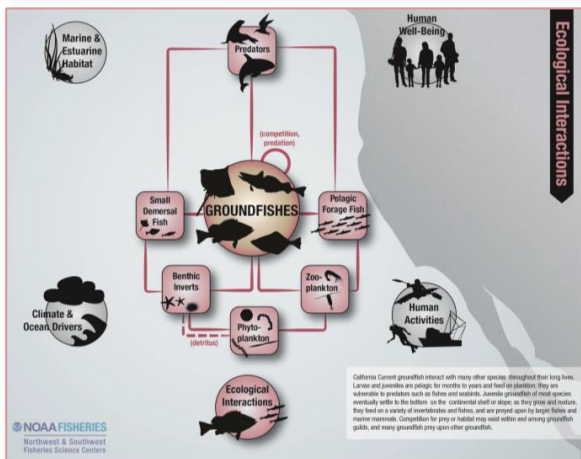 Marine &
Estuarine
Habitat
Predators
Human
Well-Being
Ecological Interactions
(competition,
predation)
Small
Demersal
Fish
GROUNDFISHES
Pelagic
Forage Fish
Benthic
Inverts
Zoo-
plankton
Phyto-
plankton
(detritus)
Climate &
Ocean Drivers
Human
Activities
Ecological
Interactions
California Current groundfish interact with many other species throughout their long lives.
Larvae and juveniles are pelagic for months to years and feed on plankton; they are
vulnerable to predators such as fishes and seabirds. Juvenile groundfish of most species
eventually settle to the bottom on the continental shelf or slope; as they grow and mature,
they feed on a variety of invertebrates and fishes, and are preyed upon by larger fishes and
marine mammals. Competition for prey or habitat may exist within and among groundfish
guilds, and many groundfish prey upon other groundfish.
NOAA FISHERIES
Northwest & Southwest
Fisheries Science Centers